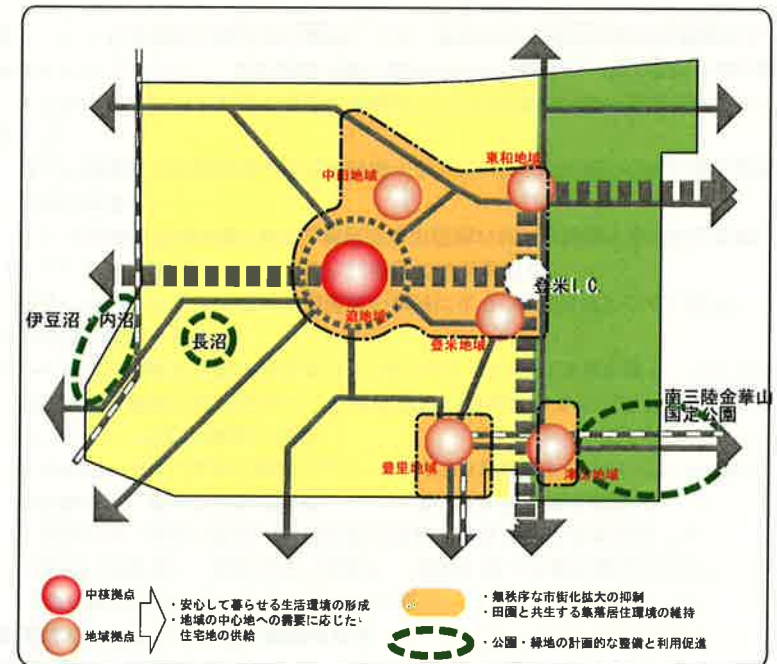 東和地域
中田地域
登米I.C.
迫地域
伊豆沼・内沼
長沼
登米地域
南三陸金華山
国定公園
豊里地域
津山地域
中核拠点
地域拠点
・安心して暮らせる生活環境の形成
・地域の中心地への需要に応じた
住宅地の供給
・無秩序な市街化拡大の抑制
・田園と共生する集落居住環境の維持
・公園・緑地の計画的な整備と利用促進